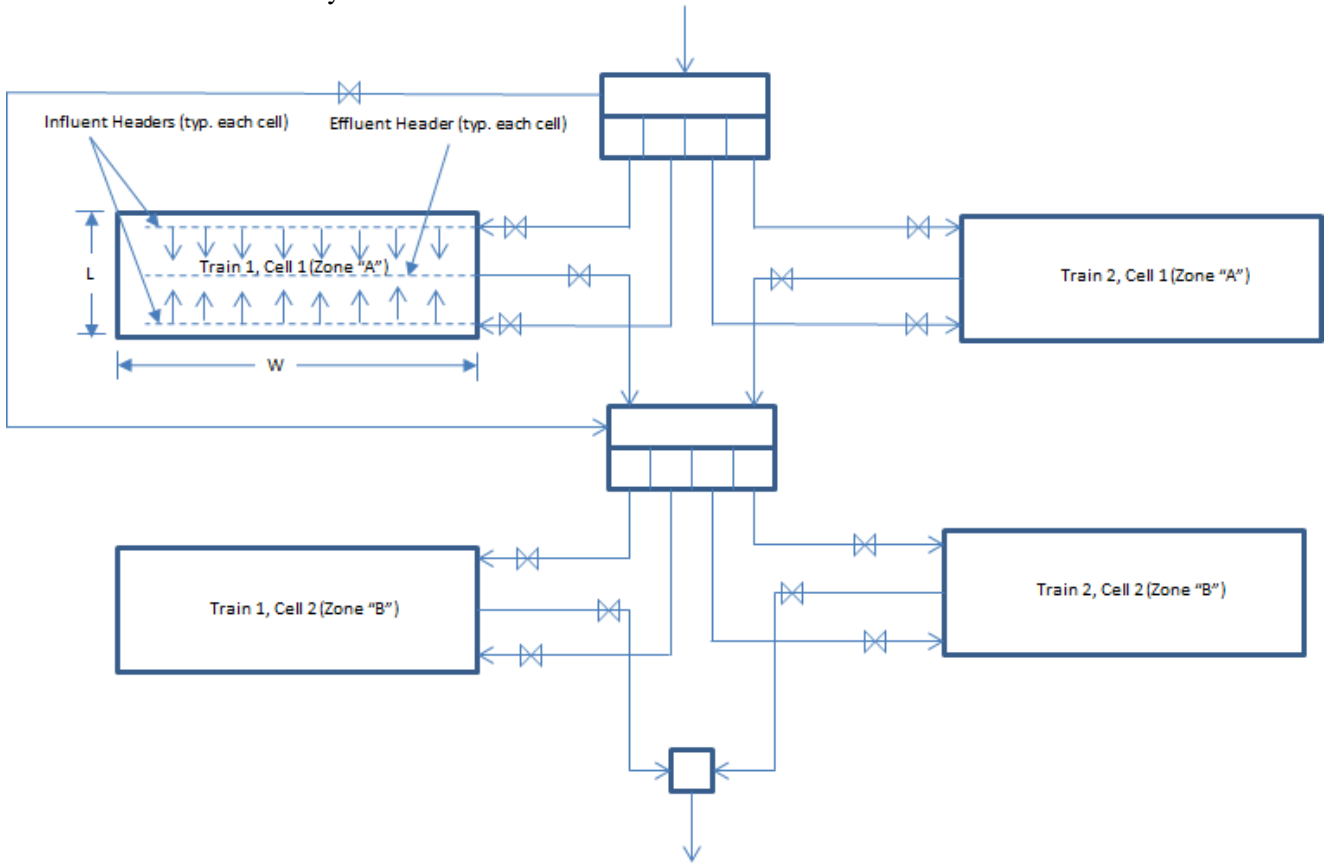 Influent Headers (typ. each cell)
Effluent Header (typ. each cell)
L
Train 1, Cell 1 (Zone "A")
Train 2, Cell 1 (Zone "A")
W
Train 1, Cell 2 (Zone "B")
Train 2, Cell 2 (Zone "B")